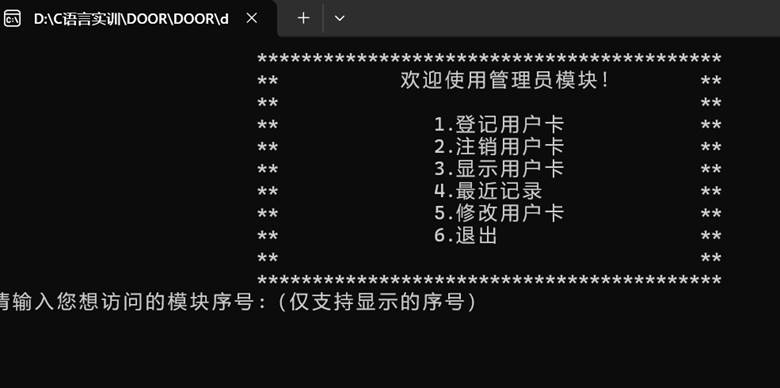 D:\C语言实训\DOOR\DOOR\d
******************************************
** 欢迎使用管理员模块! **
** **
** 1.登记用户卡 **
** 2.注销用户卡 **
** 3.显示用户卡 **
** 4.最近记录 **
** 5.修改用户卡 **
** 6.退出 **
** **
******************************************
请输入您想访问的模块序号:(仅支持显示的序号)